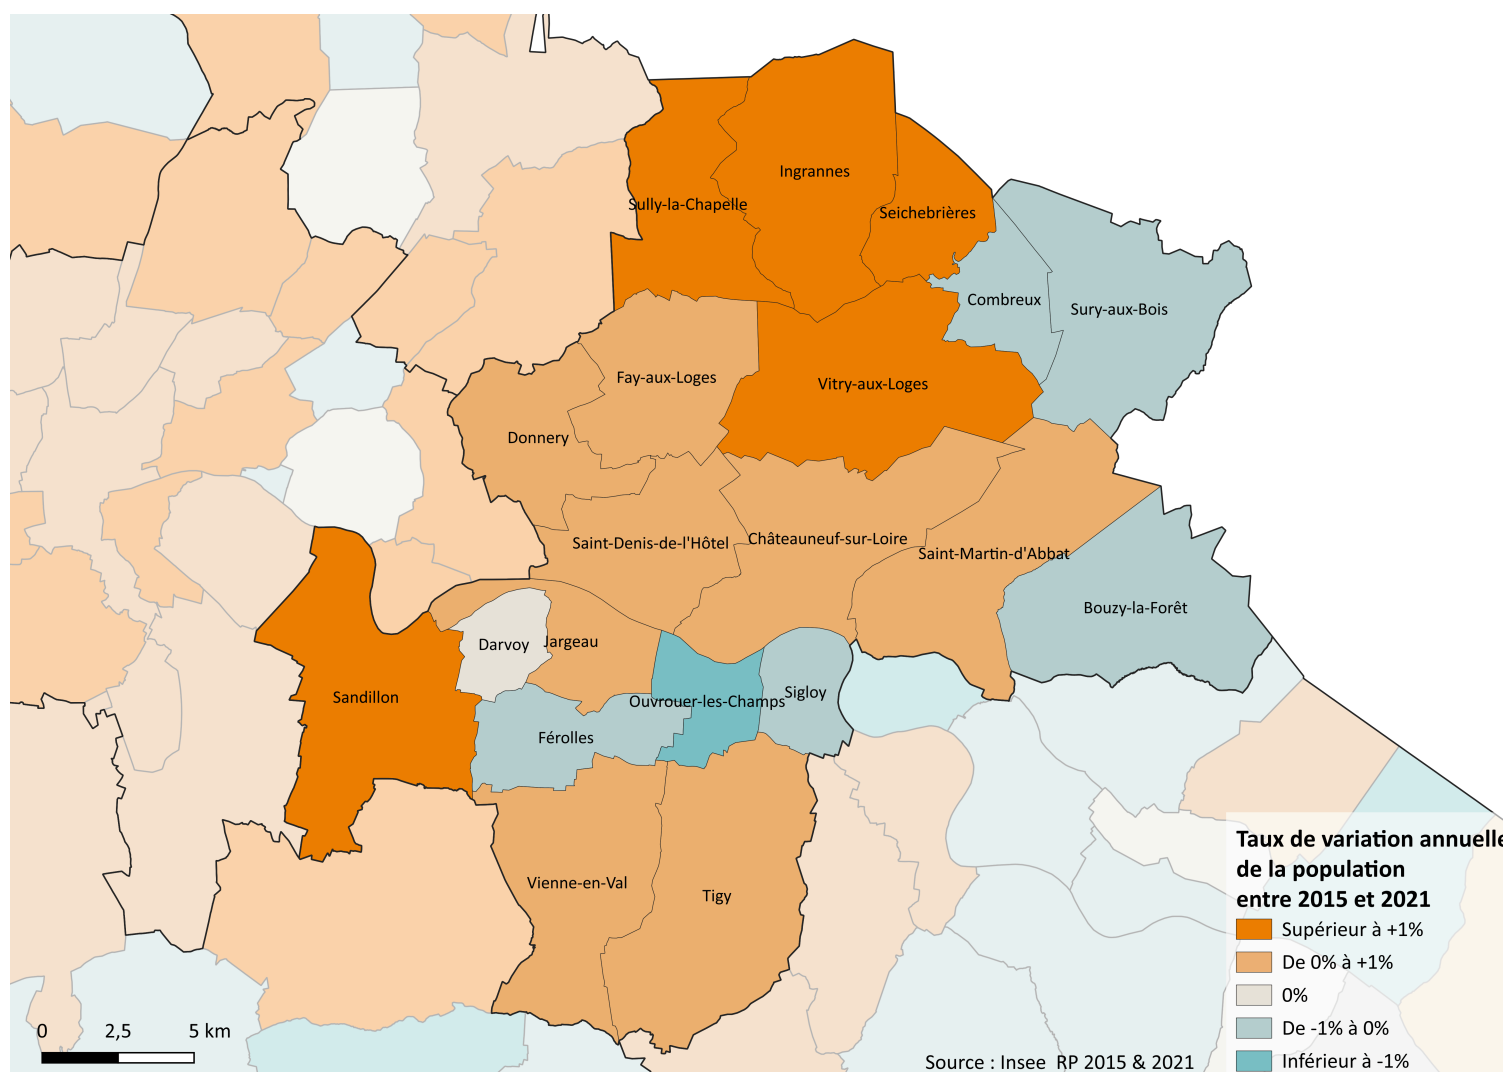 Ingrannes
Sully-la-Chapelle
Seichebrières
Combreux
Sury-aux-Bois
Fay-aux-Loges
Vitry-aux-Loges
Donnery
Saint-Denis-de-l'Hôtel
Châteauneuf-sur-Loire
Saint-Martin-d'Abbat
Bouzy-la-Forêt
Darvoy
Jargeau
Sandillon
Ouvrouer-les-Champs
Sigloy
Férolles
Vienne-en-Val
Tigy
Taux de variation annuelle
de la population
entre 2015 et 2021
Supérieur à +1%
De 0% à +1%
0%
De -1% à 0%
Inférieur à -1%
0 2,5 5 km
Source : Insee RP 2015 & 2021